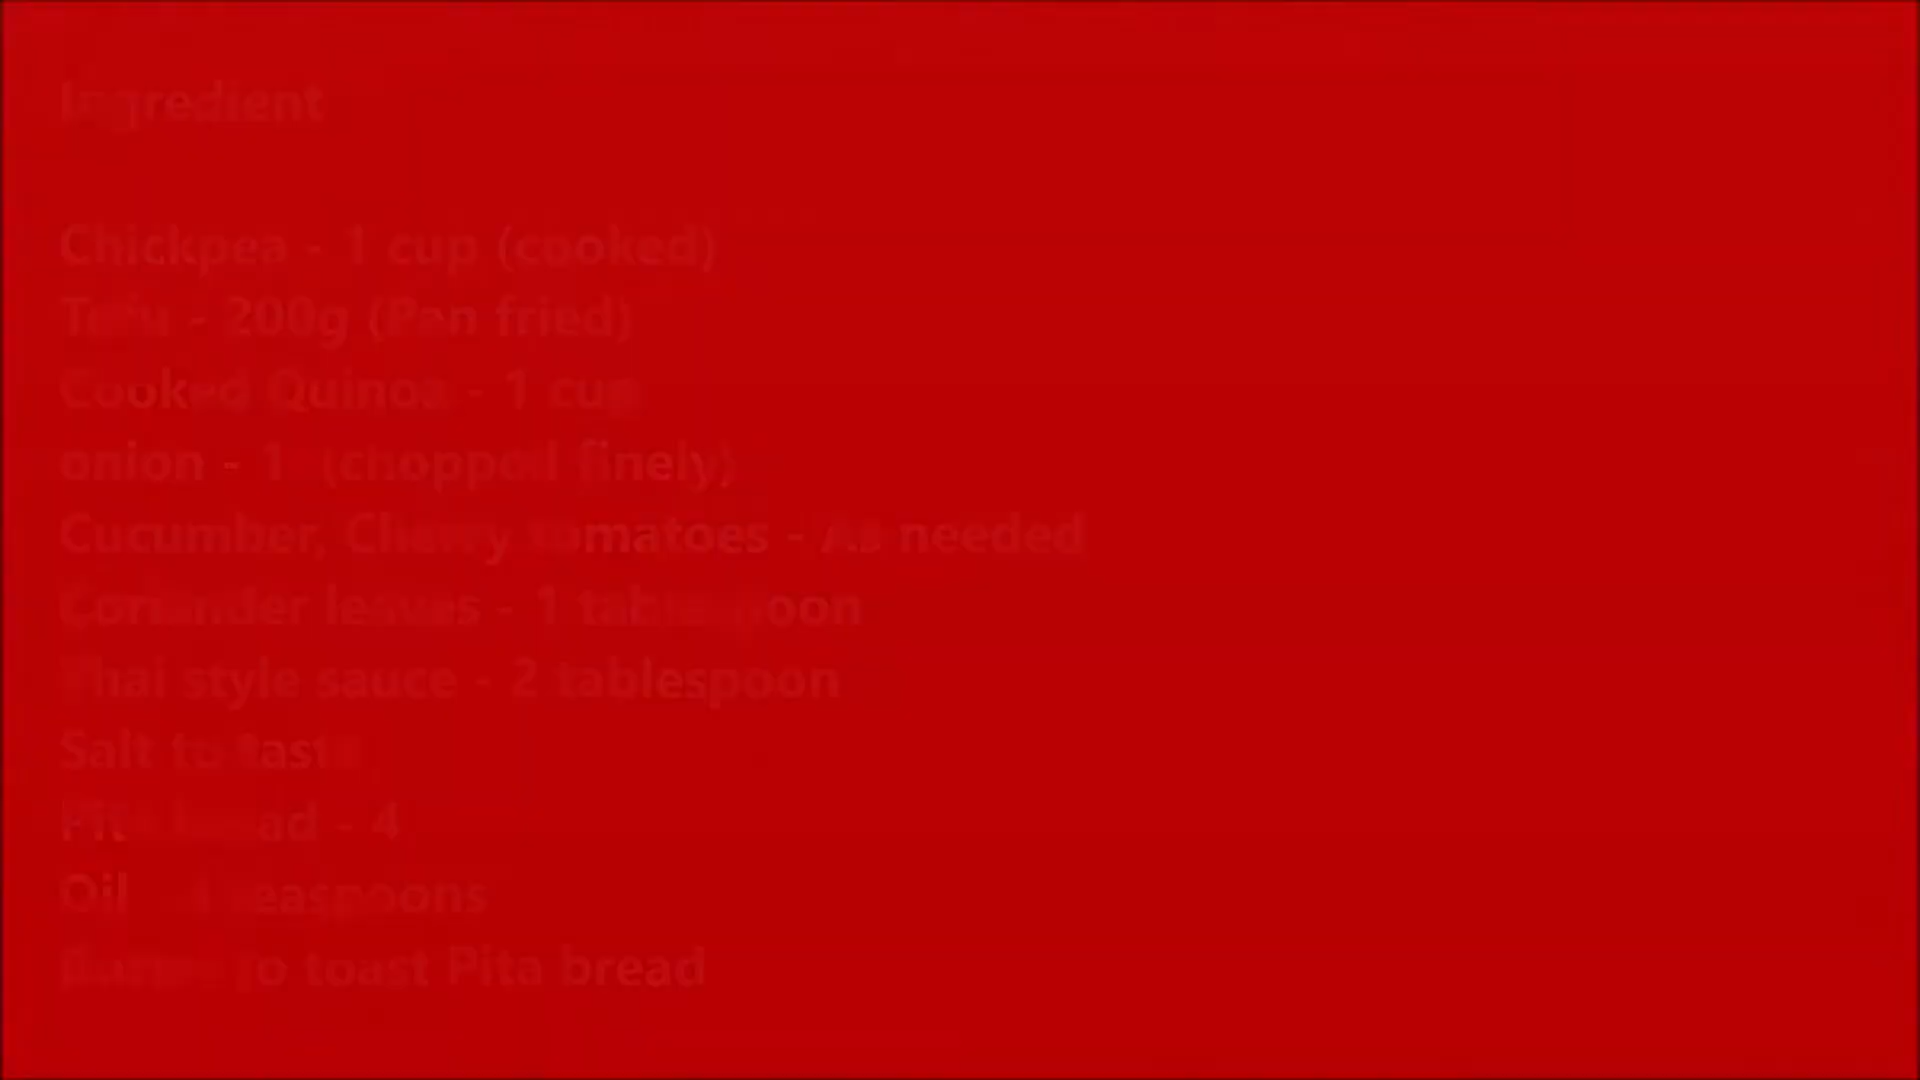 Ingredient
Chickpea - 1 cup (cooked)
Tofu - 200g (Pan fried)
Cooked Quinoa - 1 cup
onion - 1 (chopped finely)
Cucumber, Cherry tomatoes - As needed
Coriander leaves - 1 tablespoon
Thai style sauce - 2 tablespoon
Salt to taste
Pita bread - 4
Oil teaspoons
to toast Pita bread